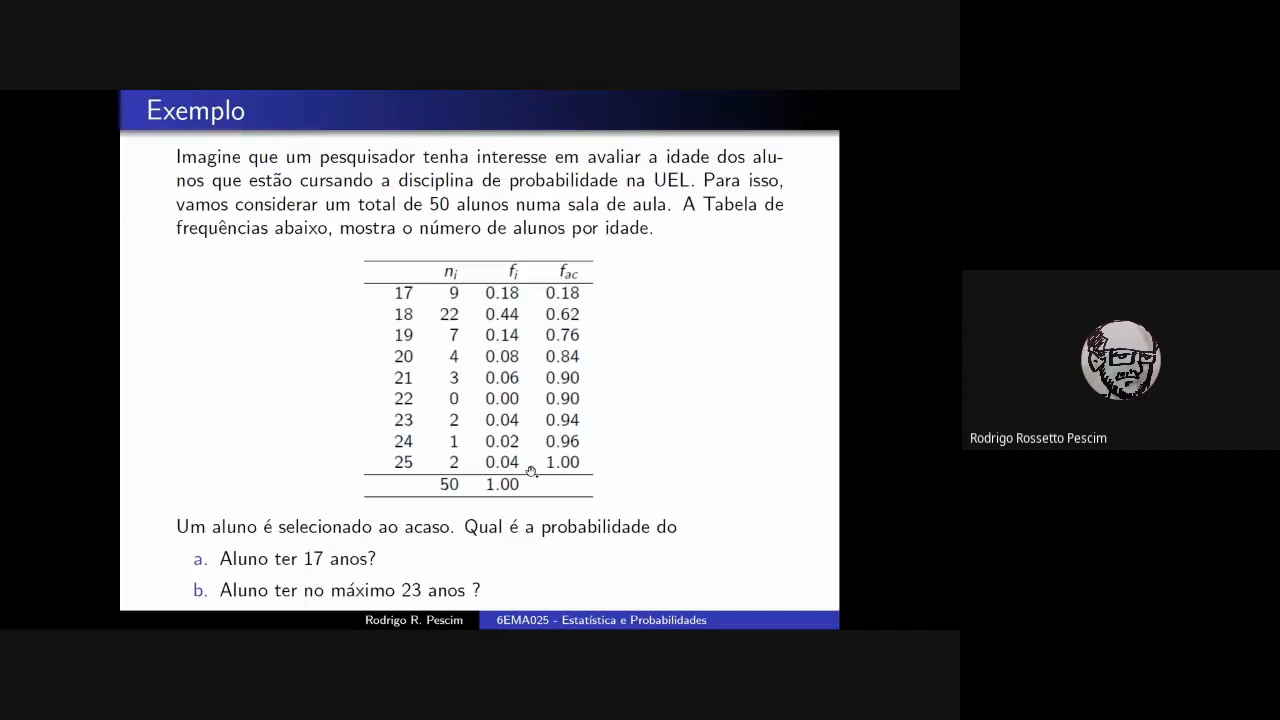 Exemplo
Imagine que um pesquisador tenha interesse em avaliar a idade dos alu-
nos que estão cursando a disciplina de probabilidade na UEL. Para isso,
vamos considerar um total de 50 alunos numa sala de aula. A Tabela de
frequências abaixo, mostra o número de alunos por idade.
n_i f_i f_ac
17 9 0.18 0.18
18 22 0.44 0.62
19 7 0.14 0.76
20 4 0.08 0.84
21 3 0.06 0.90
22 0 0.00 0.90
23 2 0.04 0.94
24 1 0.02 0.96
25 2 0.04 1.00
50 1.00
Um aluno é selecionado ao acaso. Qual é a probabilidade do
a. Aluno ter 17 anos?
b. Aluno ter no máximo 23 anos ?
Rodrigo R. Pescim 6EMA025 - Estatística e Probabilidades
Rodrigo Rossetto Pescim